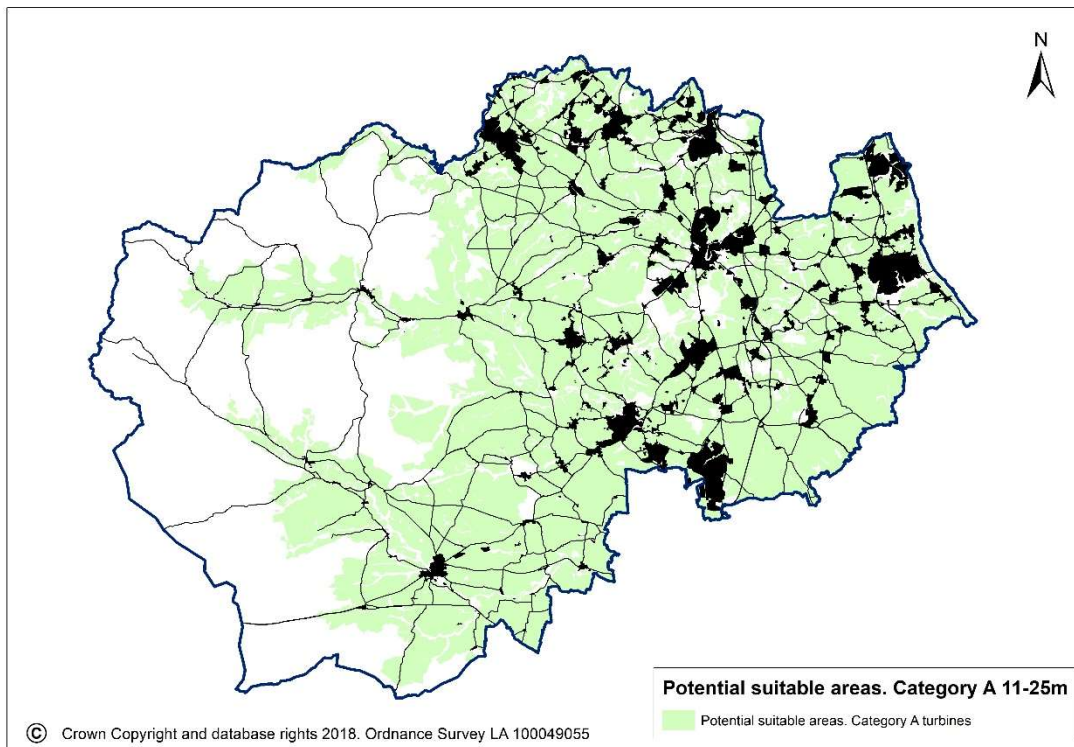 N
Potential suitable areas. Category A 11-25m
Potential suitable areas. Category A turbines
© Crown Copyright and database rights 2018. Ordnance Survey LA 100049055